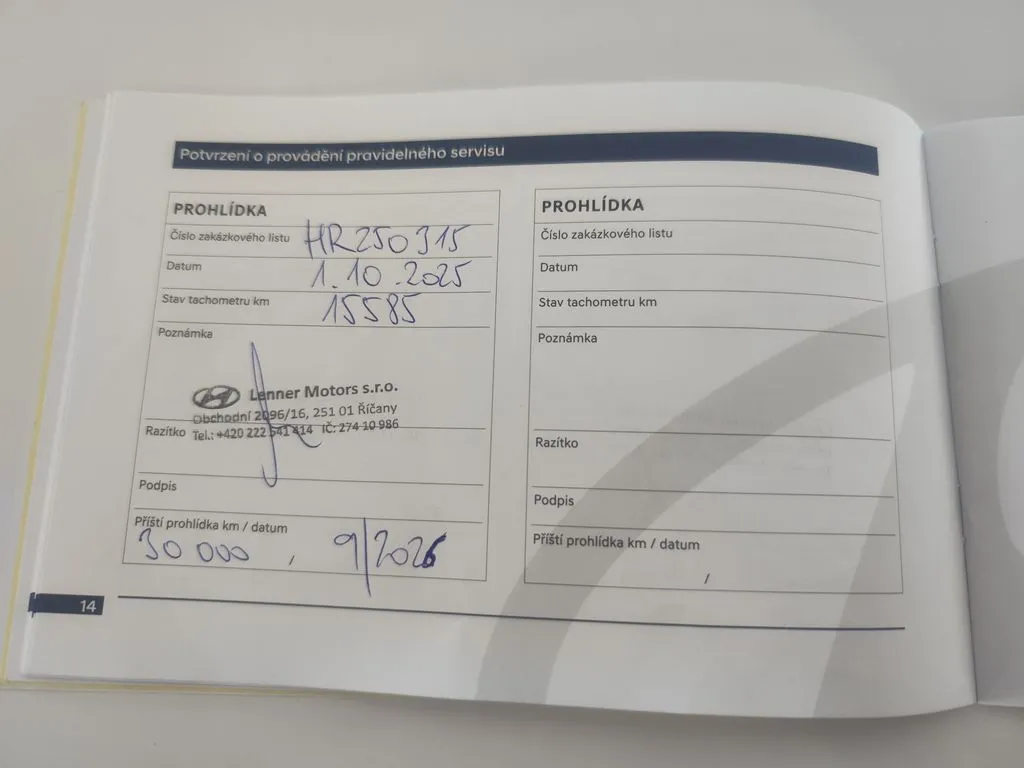 Potvrzení o provádění pravidelného servisu
PROHLÍDKA
Číslo zakázkového listu HR250315
Datum 1.10.2025
Stav tachometru km 15585
Poznámka
Lenner Motors s.r.o.
Obchodní 2096/16, 251 01 Říčany
Razítko Tel.: +420 222 541 414 IČ: 274 10 986
Podpis
Příští prohlídka km / datum
30 000 / 9/2026
PROHLÍDKA
Číslo zakázkového listu
Datum
Stav tachometru km
Poznámka
Razítko
Podpis
Příští prohlídka km / datum
/
14